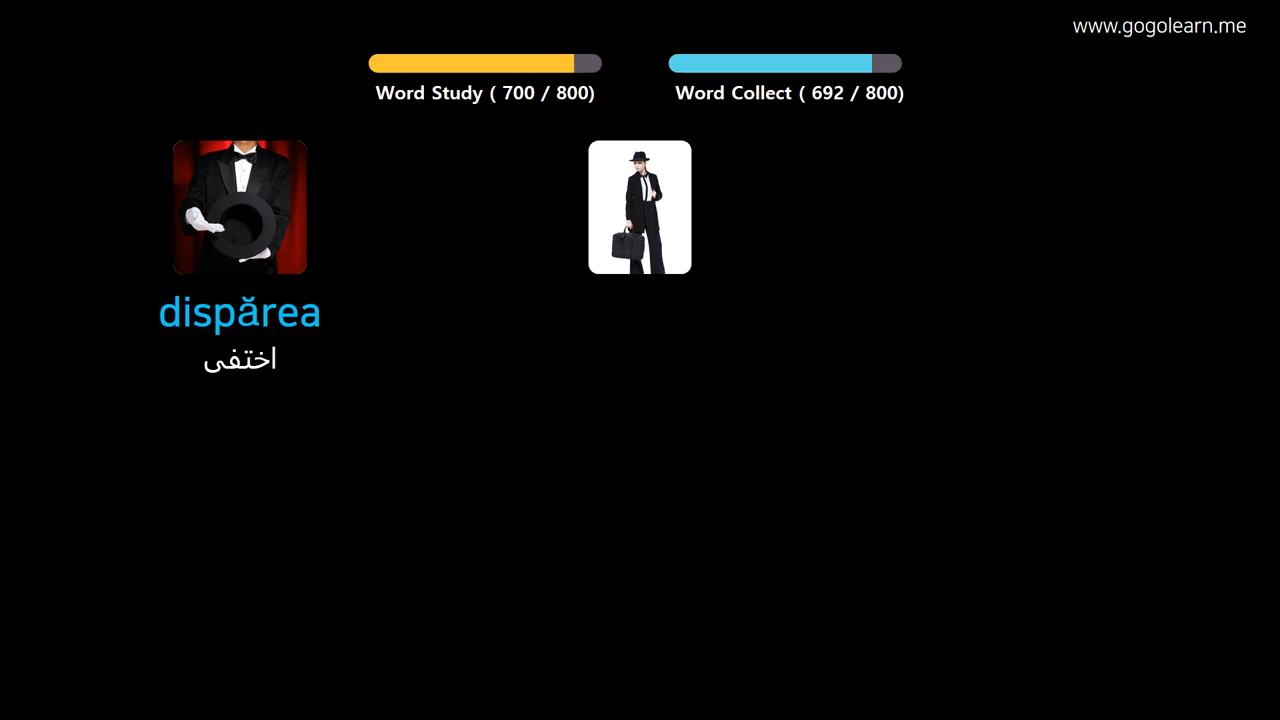 www.gogolearn.me
Word Study ( 700 / 800)
Word Collect ( 692 / 800)
dispărea
اختفى